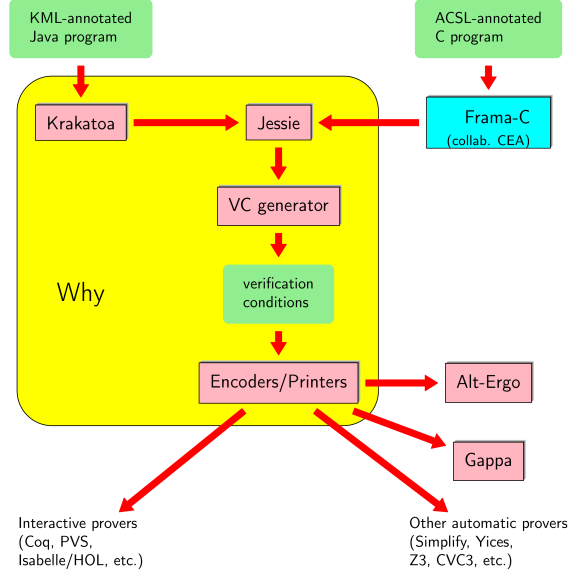 KML-annotated
Java program
ACSL-annotated
C program
Krakatoa
Jessie
Frama-C
(collab. CEA)
VC generator
Why
verification
conditions
Encoders/Printers
Alt-Ergo
Gappa
Interactive provers
(Coq, PVS,
Isabelle/HOL, etc.)
Other automatic provers
(Simplify, Yices,
Z3, CVC3, etc.)